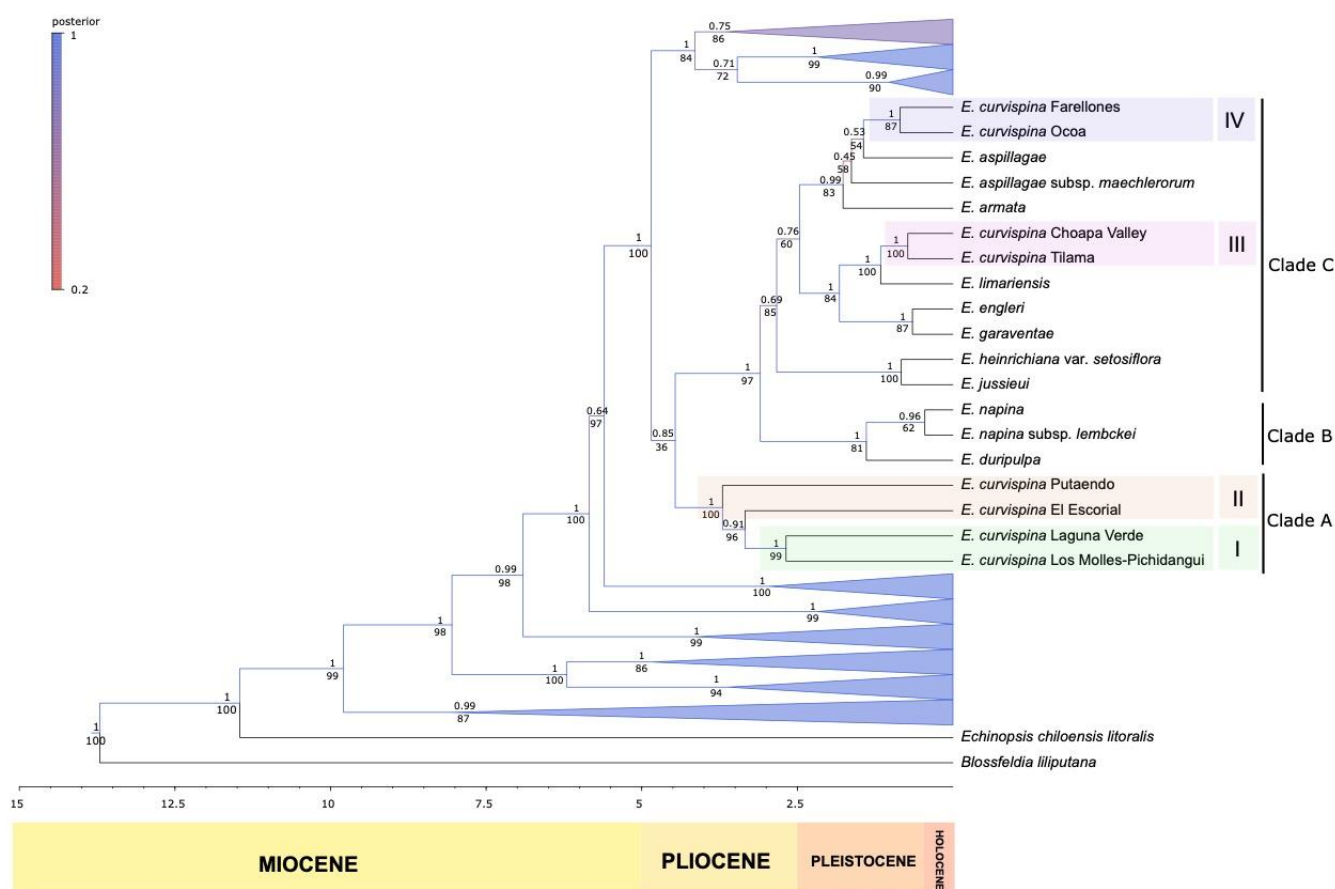 posterior
1
0.2
0.75
86
1
84
0.71
72
1
99
0.99
90
E. curvispina Farellones
IV
1
87
E. curvispina Ocoa
0.53
54
E. aspillagae
0.45
58
E. aspillagae subsp. maechlerorum
0.99
83
E. armata
E. curvispina Choapa Valley
III
1
100
E. curvispina Tilama
0.76
60
1
100
E. limariensis
Clade C
1
84
E. engleri
1
87
E. garaventae
0.69
85
E. heinrichiana var. setosiflora
1
100
E. jussieui
1
100
1
97
E. napina
0.96
62
E. napina subsp. lembckei
Clade B
1
81
E. duripulpa
0.64
97
0.85
36
E. curvispina Putaendo
II
1
100
E. curvispina El Escorial
0.91
96
Clade A
E. curvispina Laguna Verde
I
1
99
E. curvispina Los Molles-Pichidangui
1
100
1
100
1
99
0.99
98
1
99
1
98
1
86
1
100
1
94
1
99
0.99
87
1
100
Echinopsis chiloensis litoralis
1
100
Blossfeldia liliputana
15
12.5
10
7.5
5
2.5
MIOCENE
PLIOCENE
PLEISTOCENE
HOLOCENE